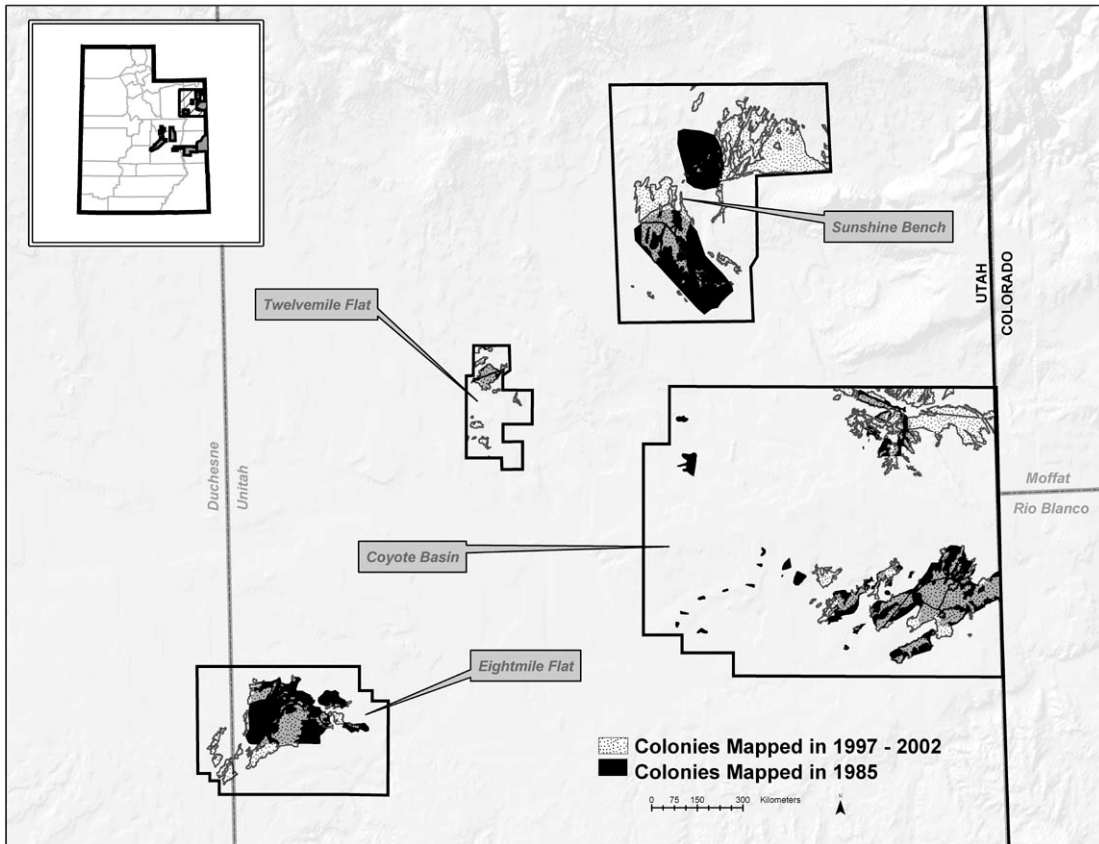 Sunshine Bench
UTAH
COLORADO
Twelvemile Flat
Duchesne
Unitah
Moffat
Rio Blanco
Coyote Basin
Eightmile Flat
Colonies Mapped in 1997 - 2002
Colonies Mapped in 1985
0 75 150 300 Kilometers
N